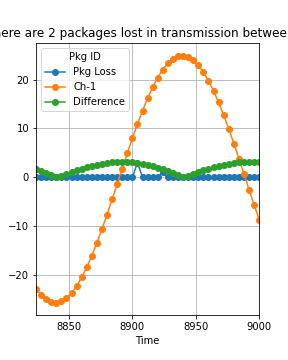 here are 2 packages lost in transmission betwee
Pkg ID
Pkg Loss
Ch-1
Difference
20
10
0
−10
−20
8850
8900
8950
9000
Time